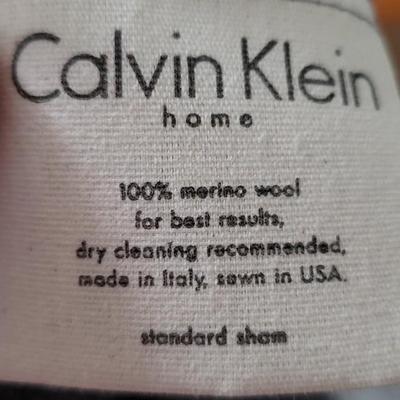 Calvin Klein
home
100% merino wool
for best results,
dry cleaning recommended,
made in Italy, sewn in USA.
standard sham